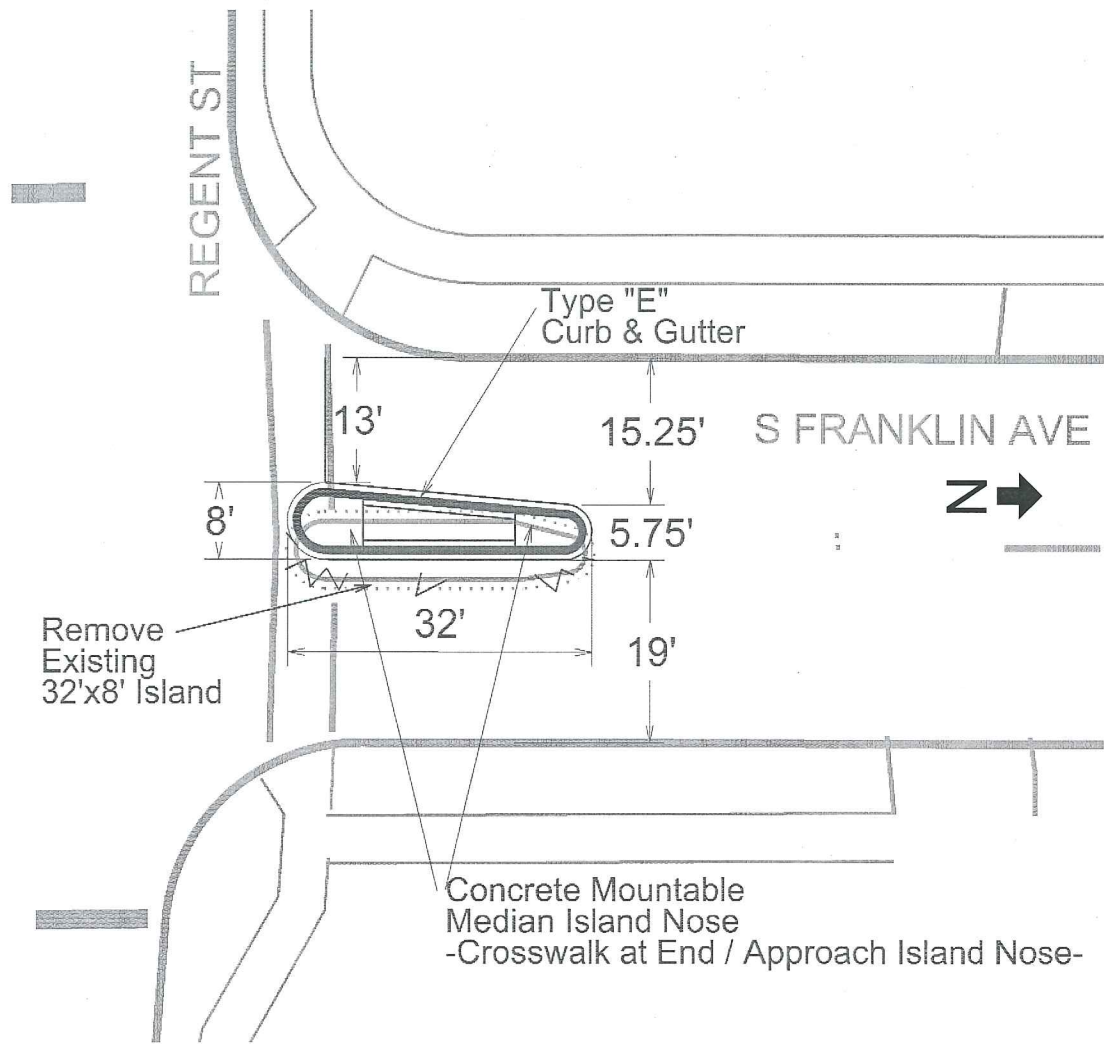 REGENT ST
Type "E"
Curb & Gutter
13'
15.25'
S FRANKLIN AVE
N
8'
5.75'
32'
19'
Remove
Existing
32'x8' Island
Concrete Mountable
Median Island Nose
-Crosswalk at End / Approach Island Nose-